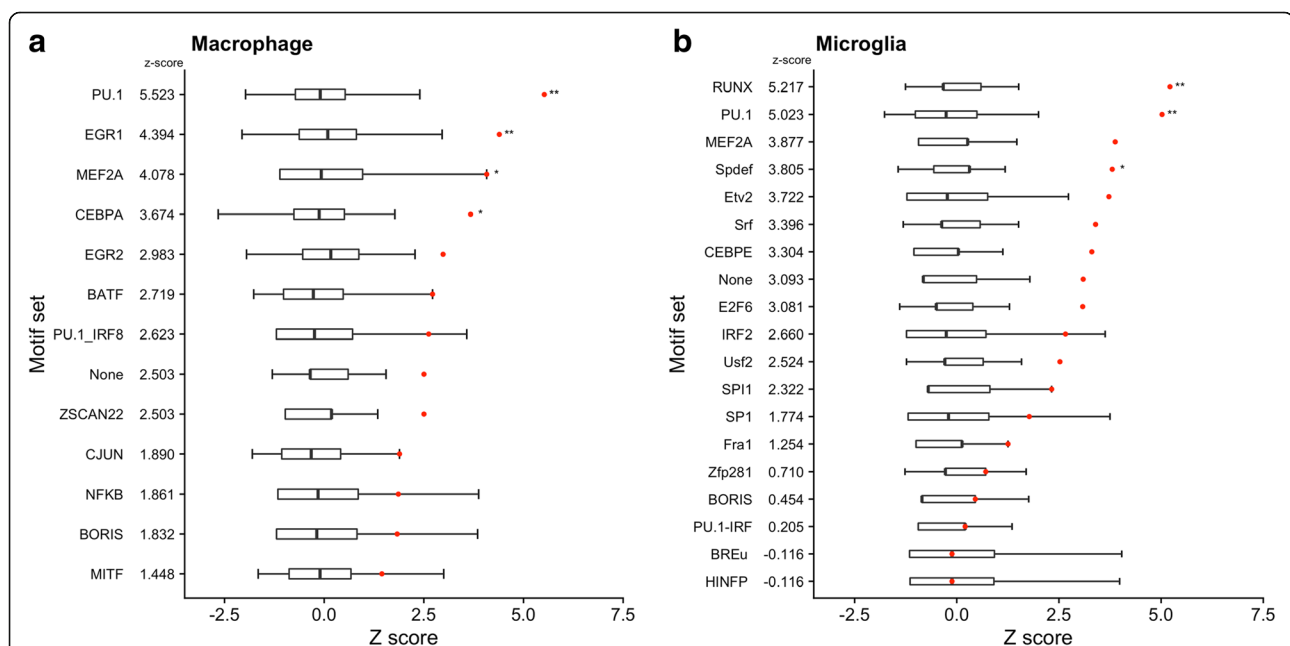 a Macrophage
z-score
PU.1 5.523 **
EGR1 4.394 **
MEF2A 4.078 *
CEBPA 3.674 *
EGR2 2.983
BATF 2.719
PU.1_IRF8 2.623
None 2.503
ZSCAN22 2.503
CJUN 1.890
NFKB 1.861
BORIS 1.832
MITF 1.448
Motif set
-2.5 0.0 2.5 5.0 7.5
Z score
b Microglia
z-score
RUNX 5.217 **
PU.1 5.023 **
MEF2A 3.877
Spdef 3.805 *
Etv2 3.722
Srf 3.396
CEBPE 3.304
None 3.093
E2F6 3.081
IRF2 2.660
Usf2 2.524
SPI1 2.322
SP1 1.774
Fra1 1.254
Zfp281 0.710
BORIS 0.454
PU.1-IRF 0.205
BREu -0.116
HINFP -0.116
Motif set
-2.5 0.0 2.5 5.0 7.5
Z score